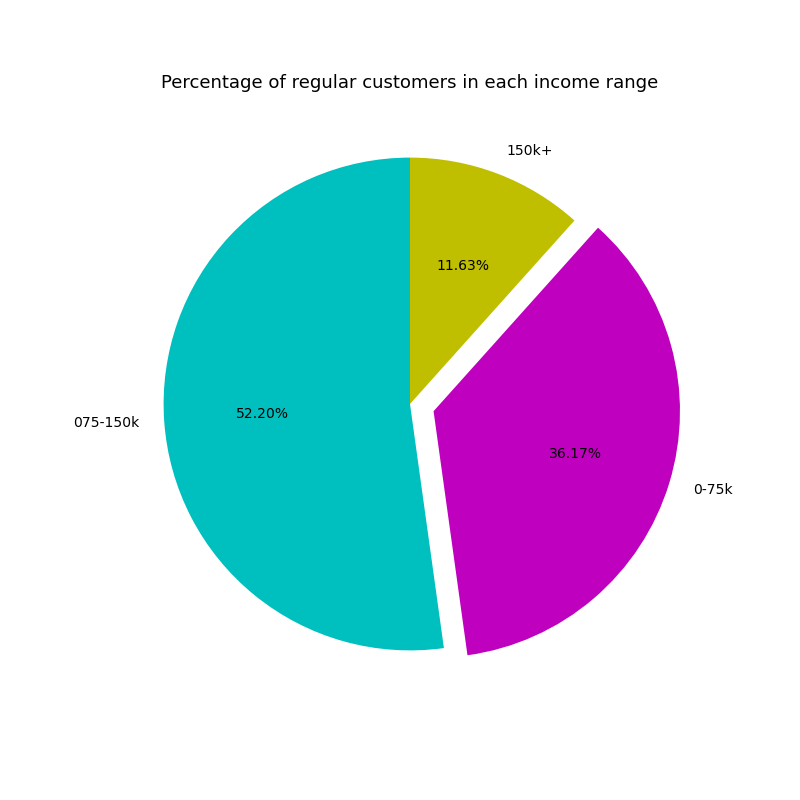 Percentage of regular customers in each income range
150k+
11.63%
075-150k
52.20%
36.17%
0-75k